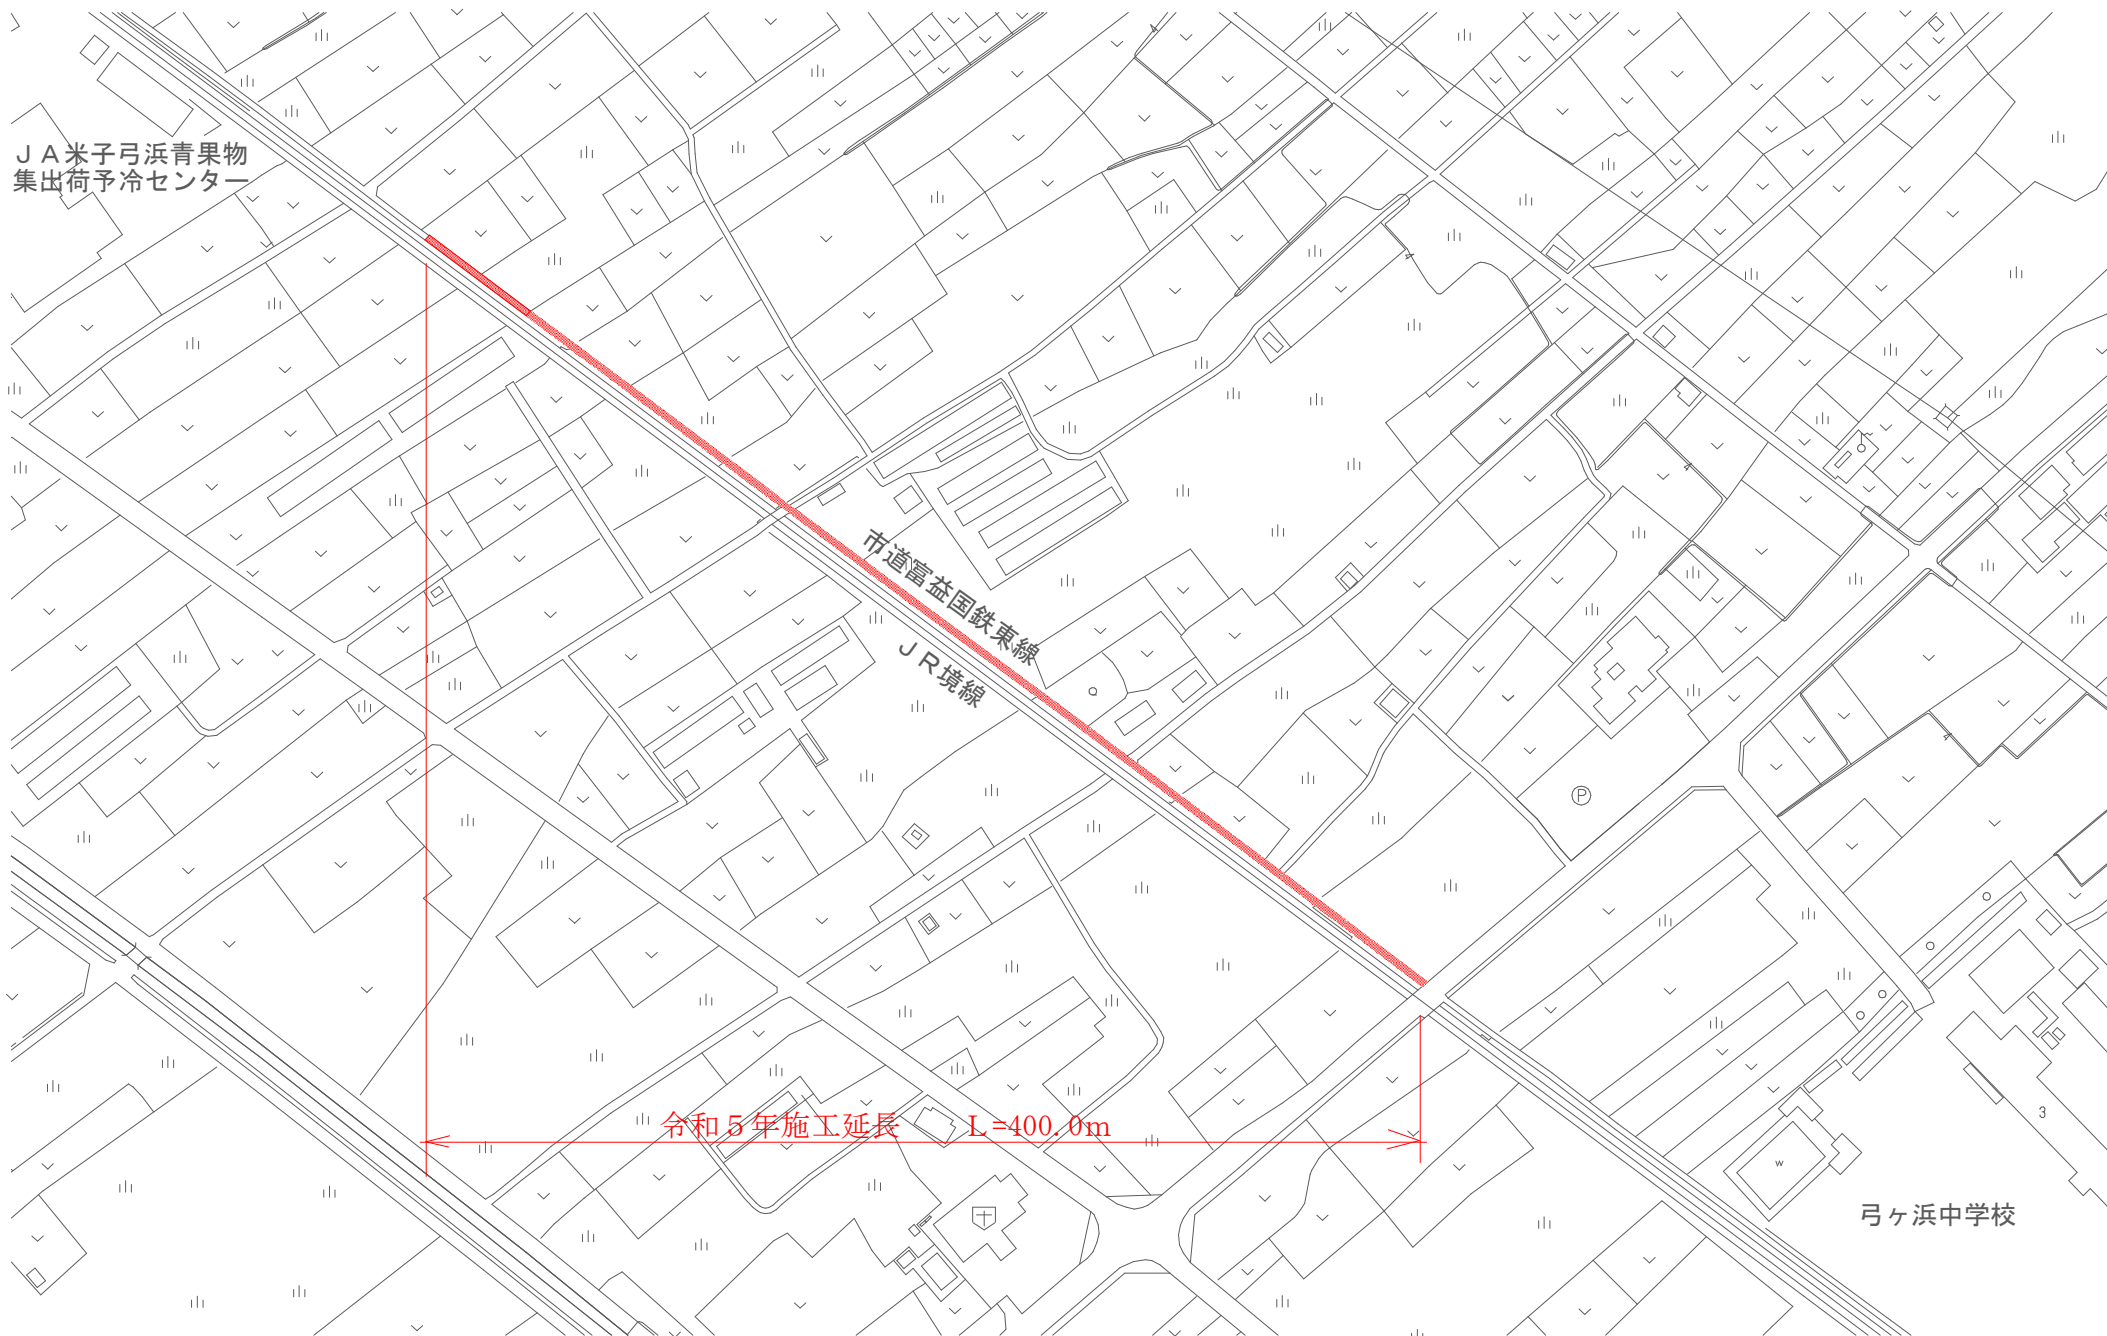 ＪＡ米子弓浜青果物
集出荷予冷センター
市道富益国鉄東線
ＪＲ境線
Ｐ
令和５年施工延長　　L=400.0m
3
W
弓ヶ浜中学校